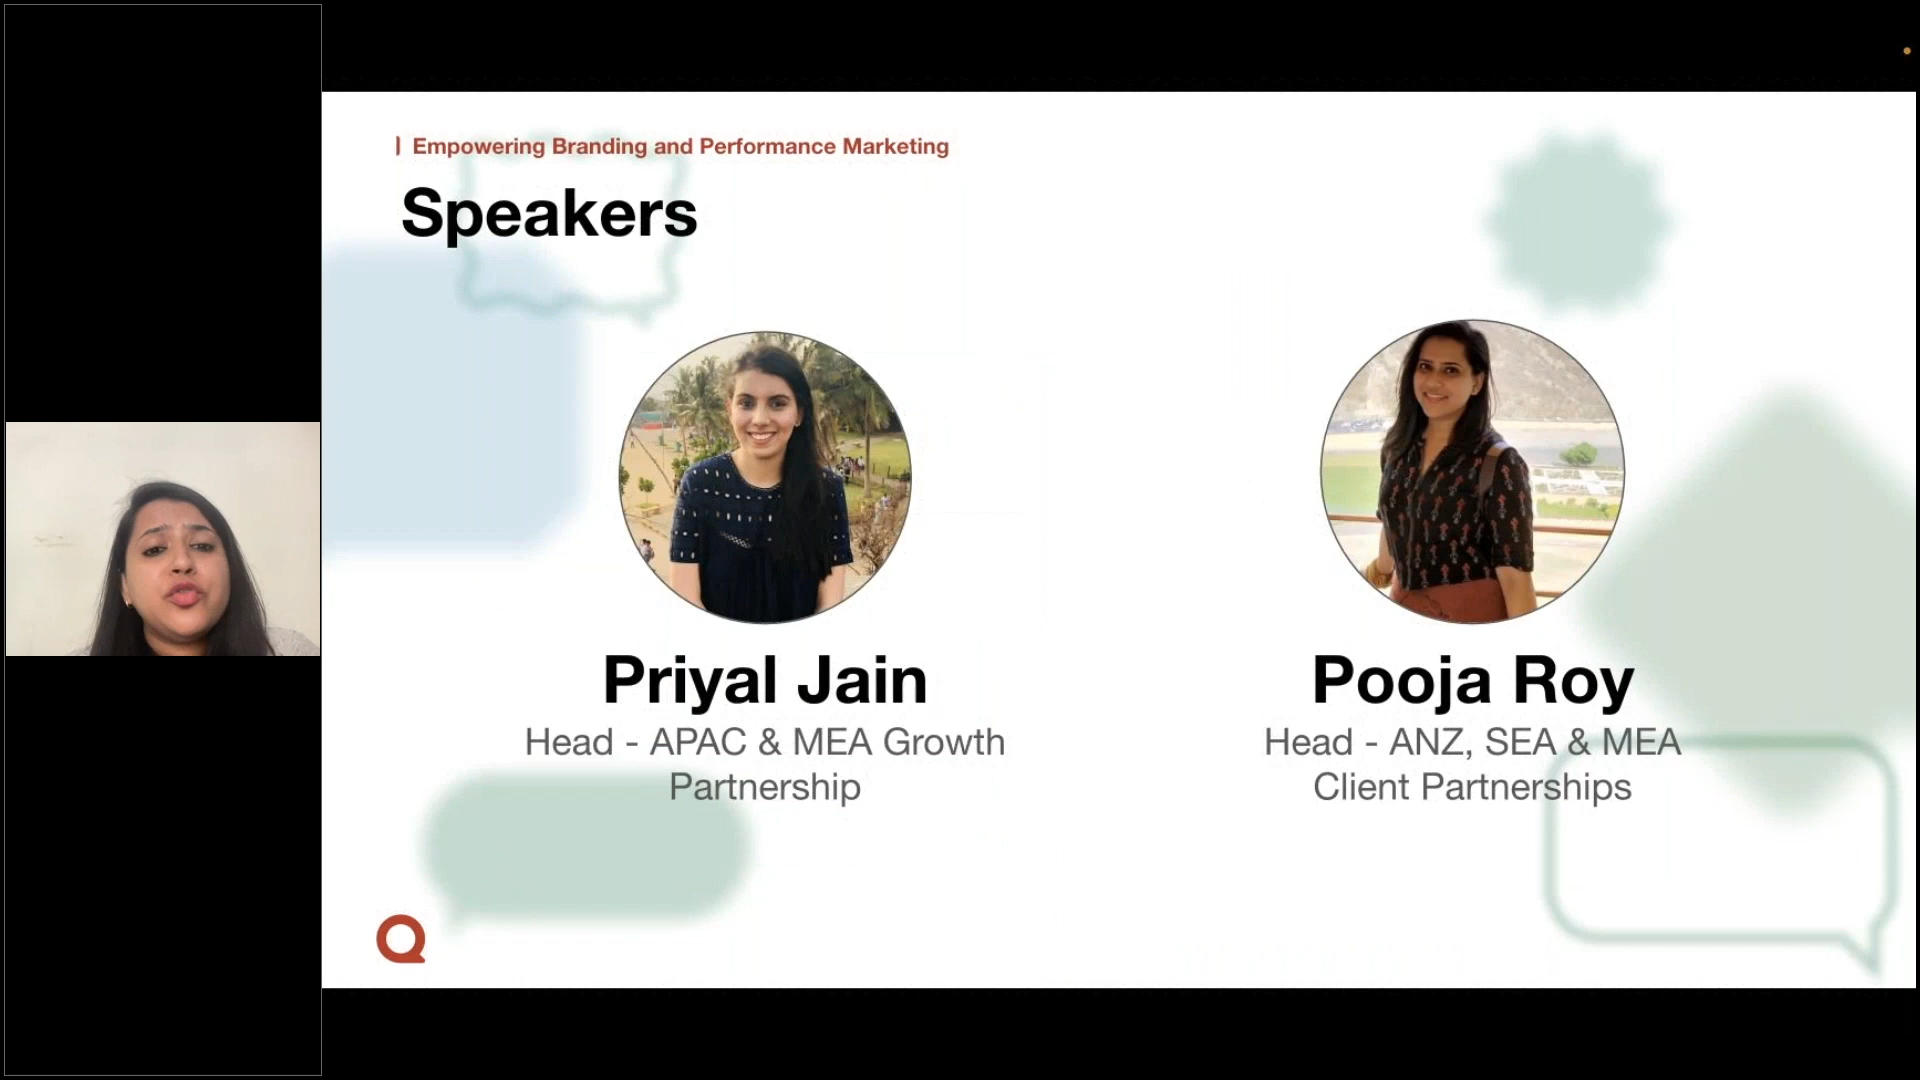 Empowering Branding and Performance Marketing
Speakers
Priyal Jain
Head - APAC & MEA Growth
Partnership
Pooja Roy
Head - ANZ, SEA & MEA
Client Partnerships